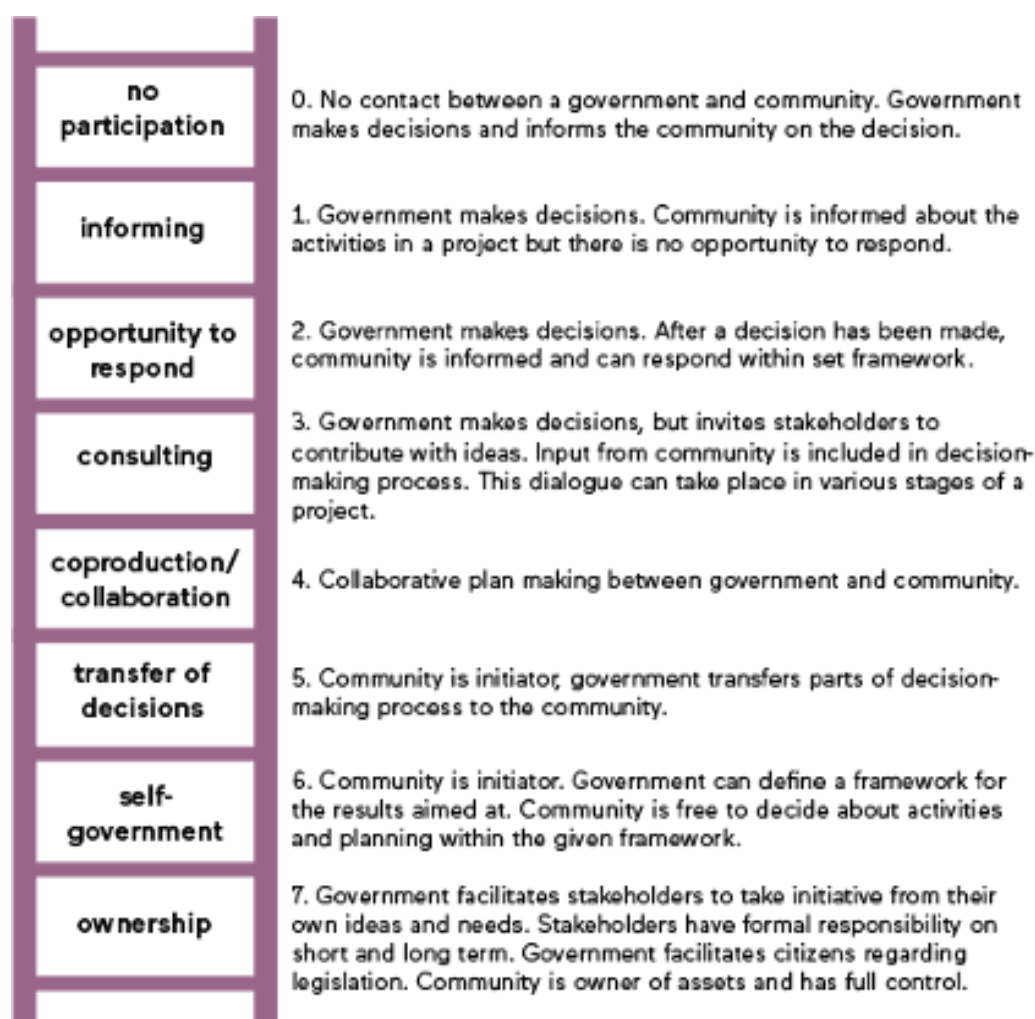 no
participation
0. No contact between a government and community. Government
makes decisions and informs the community on the decision.
informing
1. Government makes decisions. Community is informed about the
activities in a project but there is no opportunity to respond.
opportunity to
respond
2. Government makes decisions. After a decision has been made,
community is informed and can respond within set framework.
consulting
3. Government makes decisions, but invites stakeholders to
contribute with ideas. Input from community is included in decision-
making process. This dialogue can take place in various stages of a
project.
coproduction/
collaboration
4. Collaborative plan making between government and community.
transfer of
decisions
5. Community is initiator, government transfers parts of decision-
making process to the community.
self-
government
6. Community is initiator. Government can define a framework for
the results aimed at. Community is free to decide about activities
and planning within the given framework.
ownership
7. Government facilitates stakeholders to take initiative from their
own ideas and needs. Stakeholders have formal responsibility on
short and long term. Government facilitates citizens regarding
legislation. Community is owner of assets and has full control.